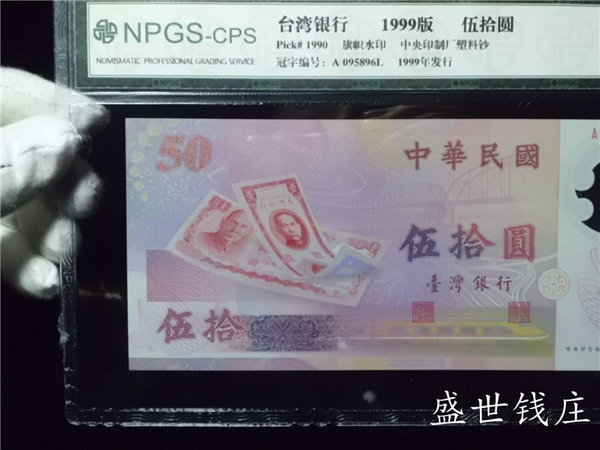 NPGS-CPS
NUMISMATIC PROFESSIONAL GRADING SERVICE
台湾银行 1999版 伍拾圆
Pick# 1990 旗帜水印 中央印制厂塑料钞
冠字编号: A 095896L 1999年发行
50
中華民國
A
伍拾圓
臺灣銀行
伍拾
盛世钱庄